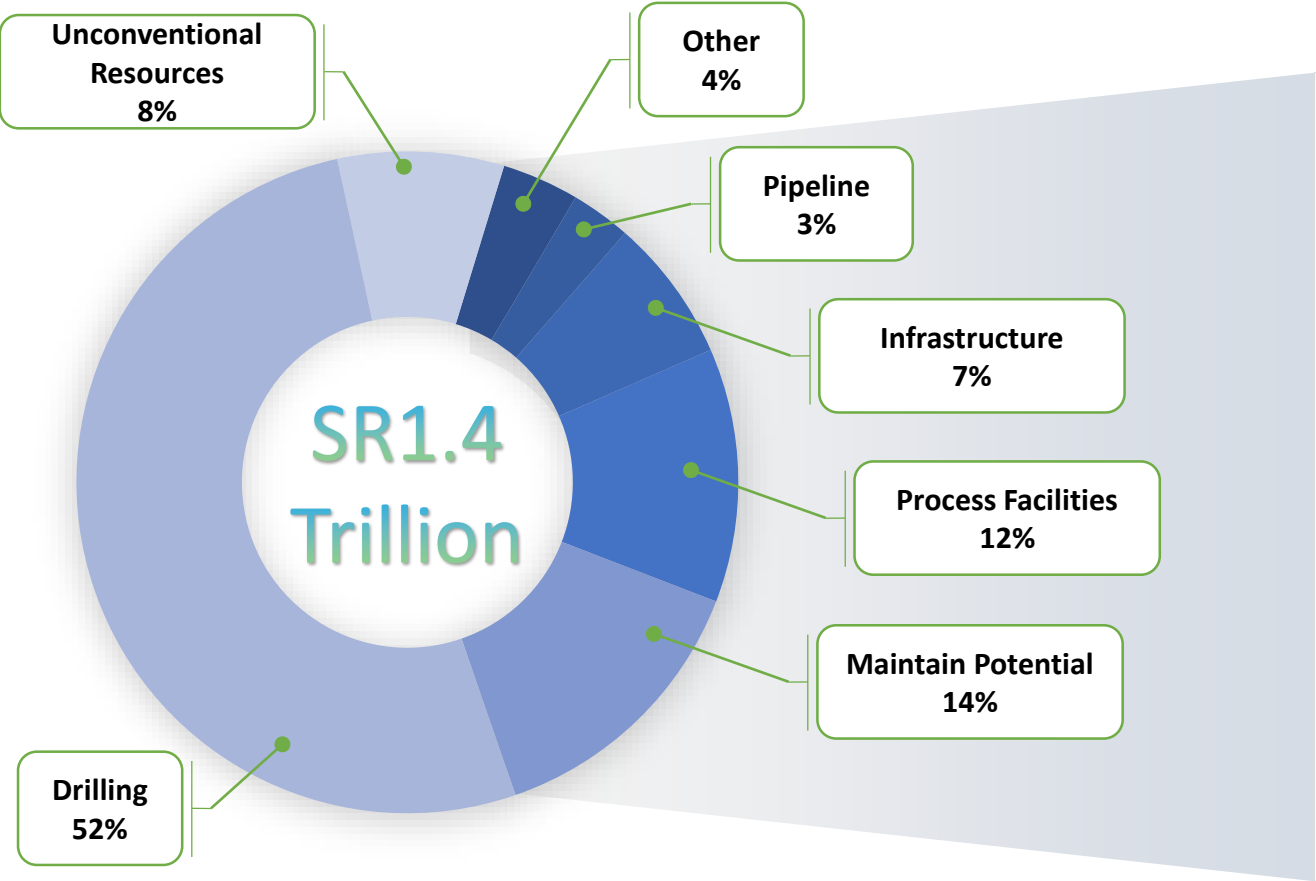 Unconventional
Resources
8%
Other
4%
Pipeline
3%
Infrastructure
7%
SR1.4
Trillion
Process Facilities
12%
Maintain Potential
14%
Drilling
52%